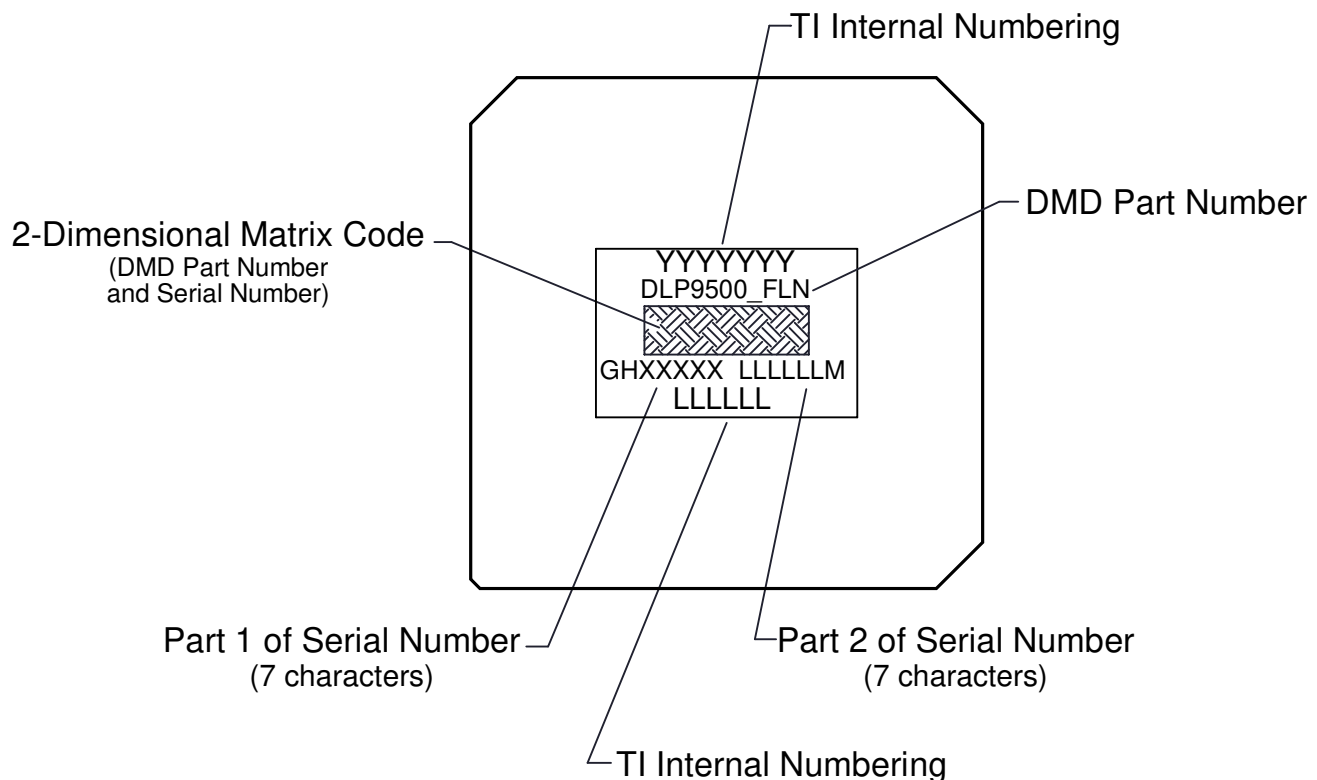 TI Internal Numbering
DMD Part Number
2-Dimensional Matrix Code
(DMD Part Number
and Serial Number)
YYYYYYY
DLP9500_FLN
GHXXXXX LLLLLLM
LLLLLL
Part 1 of Serial Number
(7 characters)
Part 2 of Serial Number
(7 characters)
TI Internal Numbering